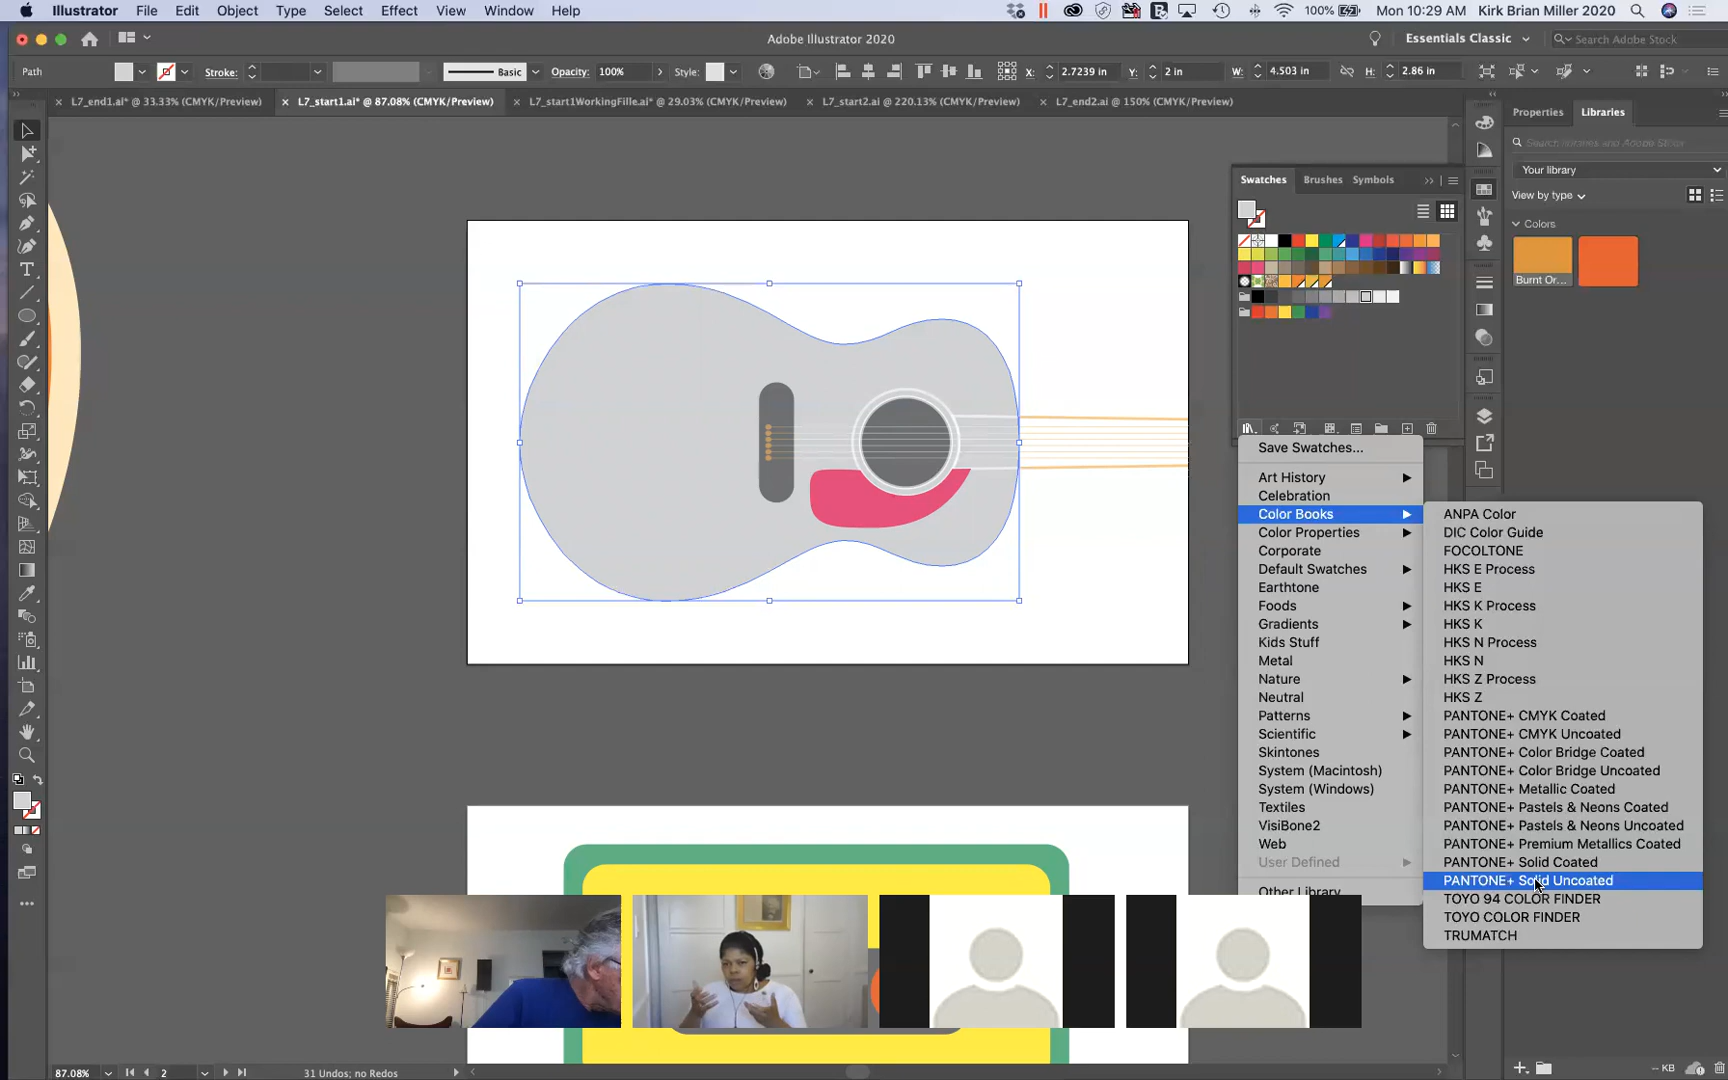 Illustrator File Edit Object Type Select Effect View Window Help 100% Mon 10:29 AM Kirk Brian Miller 2020
Adobe Illustrator 2020 Essentials Classic Search Adobe Stock
Path Stroke: Basic Opacity: 100% Style: X: 2.7239 in Y: 2 in W: 4.503 in H: 2.86 in
L7_end1.ai* @ 33.33% (CMYK/Preview) L7_start1.ai* @ 87.08% (CMYK/Preview) L7_start1WorkingFille.ai* @ 29.03% (CMYK/Preview) L7_start2.ai @ 220.13% (CMYK/Preview) L7_end2.ai @ 150% (CMYK/Preview)
Properties Libraries
Search libraries and Adobe Stock
Your library
View by type
Colors
Burnt Or...
Swatches Brushes Symbols
Save Swatches...
Art History
Celebration
Color Books
Color Properties
Corporate
Default Swatches
Earthtone
Foods
Gradients
Kids Stuff
Metal
Nature
Neutral
Patterns
Scientific
Skintones
System (Macintosh)
System (Windows)
Textiles
VisiBone2
Web
User Defined
Other Library
ANPA Color
DIC Color Guide
FOCOLTONE
HKS E Process
HKS E
HKS K Process
HKS K
HKS N Process
HKS N
HKS Z Process
HKS Z
PANTONE+ CMYK Coated
PANTONE+ CMYK Uncoated
PANTONE+ Color Bridge Coated
PANTONE+ Color Bridge Uncoated
PANTONE+ Metallic Coated
PANTONE+ Pastels & Neons Coated
PANTONE+ Pastels & Neons Uncoated
PANTONE+ Premium Metallics Coated
PANTONE+ Solid Coated
PANTONE+ Solid Uncoated
TOYO 94 COLOR FINDER
TOYO COLOR FINDER
TRUMATCH
87.08% 2 31 Undos; no Redos
-- KB